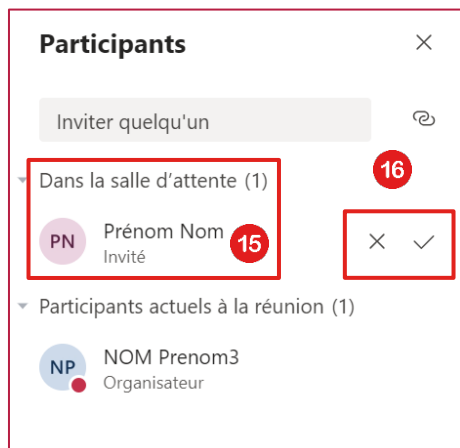 Participants
Inviter quelqu'un
16
Dans la salle d’attente (1)
PN
Prénom Nom
15
Invité
Participants actuels à la réunion (1)
NP
NOM Prenom3
Organisateur